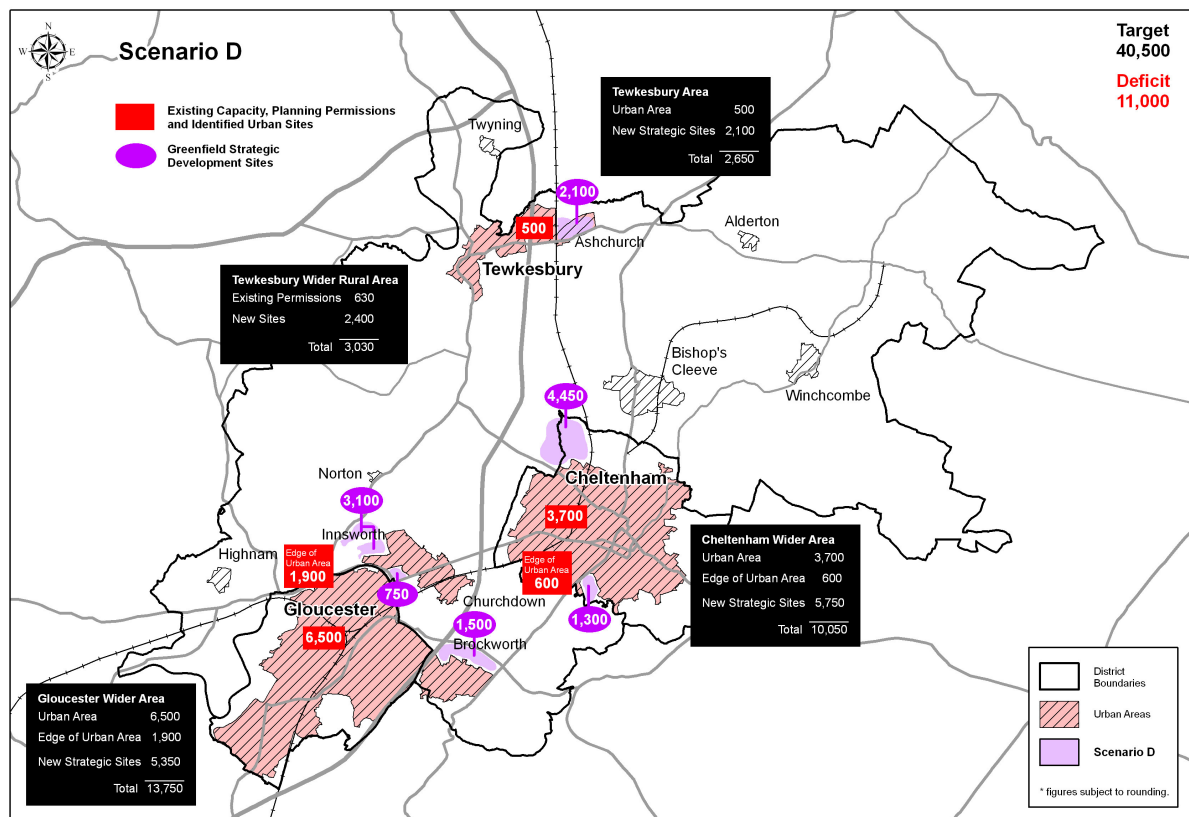 N
W
E
S
Scenario D
Target
40,500
Deficit
11,000
Existing Capacity, Planning Permissions
and Identified Urban Sites
Greenfield Strategic
Development Sites
Tewkesbury Area
Urban Area 500
New Strategic Sites 2,100
Total 2,650
Twyning
2,100
500
Ashchurch
Alderton
Tewkesbury
Tewkesbury Wider Rural Area
Existing Permissions 630
New Sites 2,400
Total 3,030
Bishop's
Cleeve
Winchcombe
4,450
Cheltenham
Norton
3,100
3,700
Innsworth
Highnam
Edge of
Urban Area
1,900
Edge of
Urban Area
600
Cheltenham Wider Area
Urban Area 3,700
Edge of Urban Area 600
New Strategic Sites 5,750
Total 10,050
750
Churchdown
Gloucester
1,500
1,300
6,500
Brockworth
Gloucester Wider Area
Urban Area 6,500
Edge of Urban Area 1,900
New Strategic Sites 5,350
Total 13,750
District
Boundaries
Urban Areas
Scenario D
* figures subject to rounding.